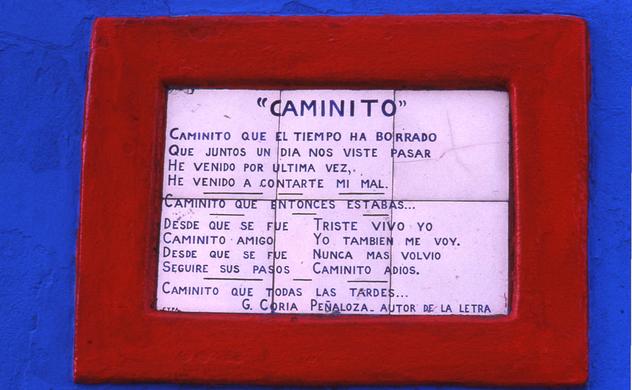 "CAMINITO"
CAMINITO QUE EL TIEMPO HA BORRADO
QUE JUNTOS UN DIA NOS VISTE PASAR
HE VENIDO POR ULTIMA VEZ,
HE VENIDO A CONTARTE MI MAL.
CAMINITO QUE ENTONCES ESTABAS...
DESDE QUE SE FUE TRISTE VIVO YO
CAMINITO AMIGO YO TAMBIEN ME VOY.
DESDE QUE SE FUE NUNCA MAS VOLVIO
SEGUIRE SUS PASOS CAMINITO ADIOS.
CAMINITO QUE TODAS LAS TARDES...
G. CORIA PEÑALOZA. AUTOR DE LA LETRA